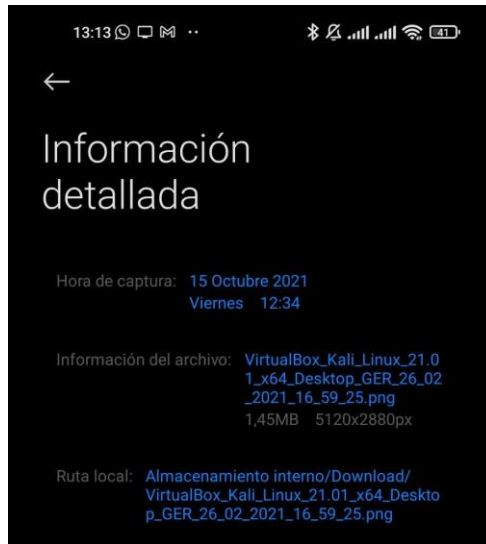 13:13
41
Información
detallada
Hora de captura: 15 Octubre 2021
Viernes 12:34
Información del archivo: VirtualBox_Kali_Linux_21.0
1_x64_Desktop_GER_26_02
_2021_16_59_25.png
1,45MB 5120x2880px
Ruta local: Almacenamiento interno/Download/
VirtualBox_Kali_Linux_21.01_x64_Deskto
p_GER_26_02_2021_16_59_25.png